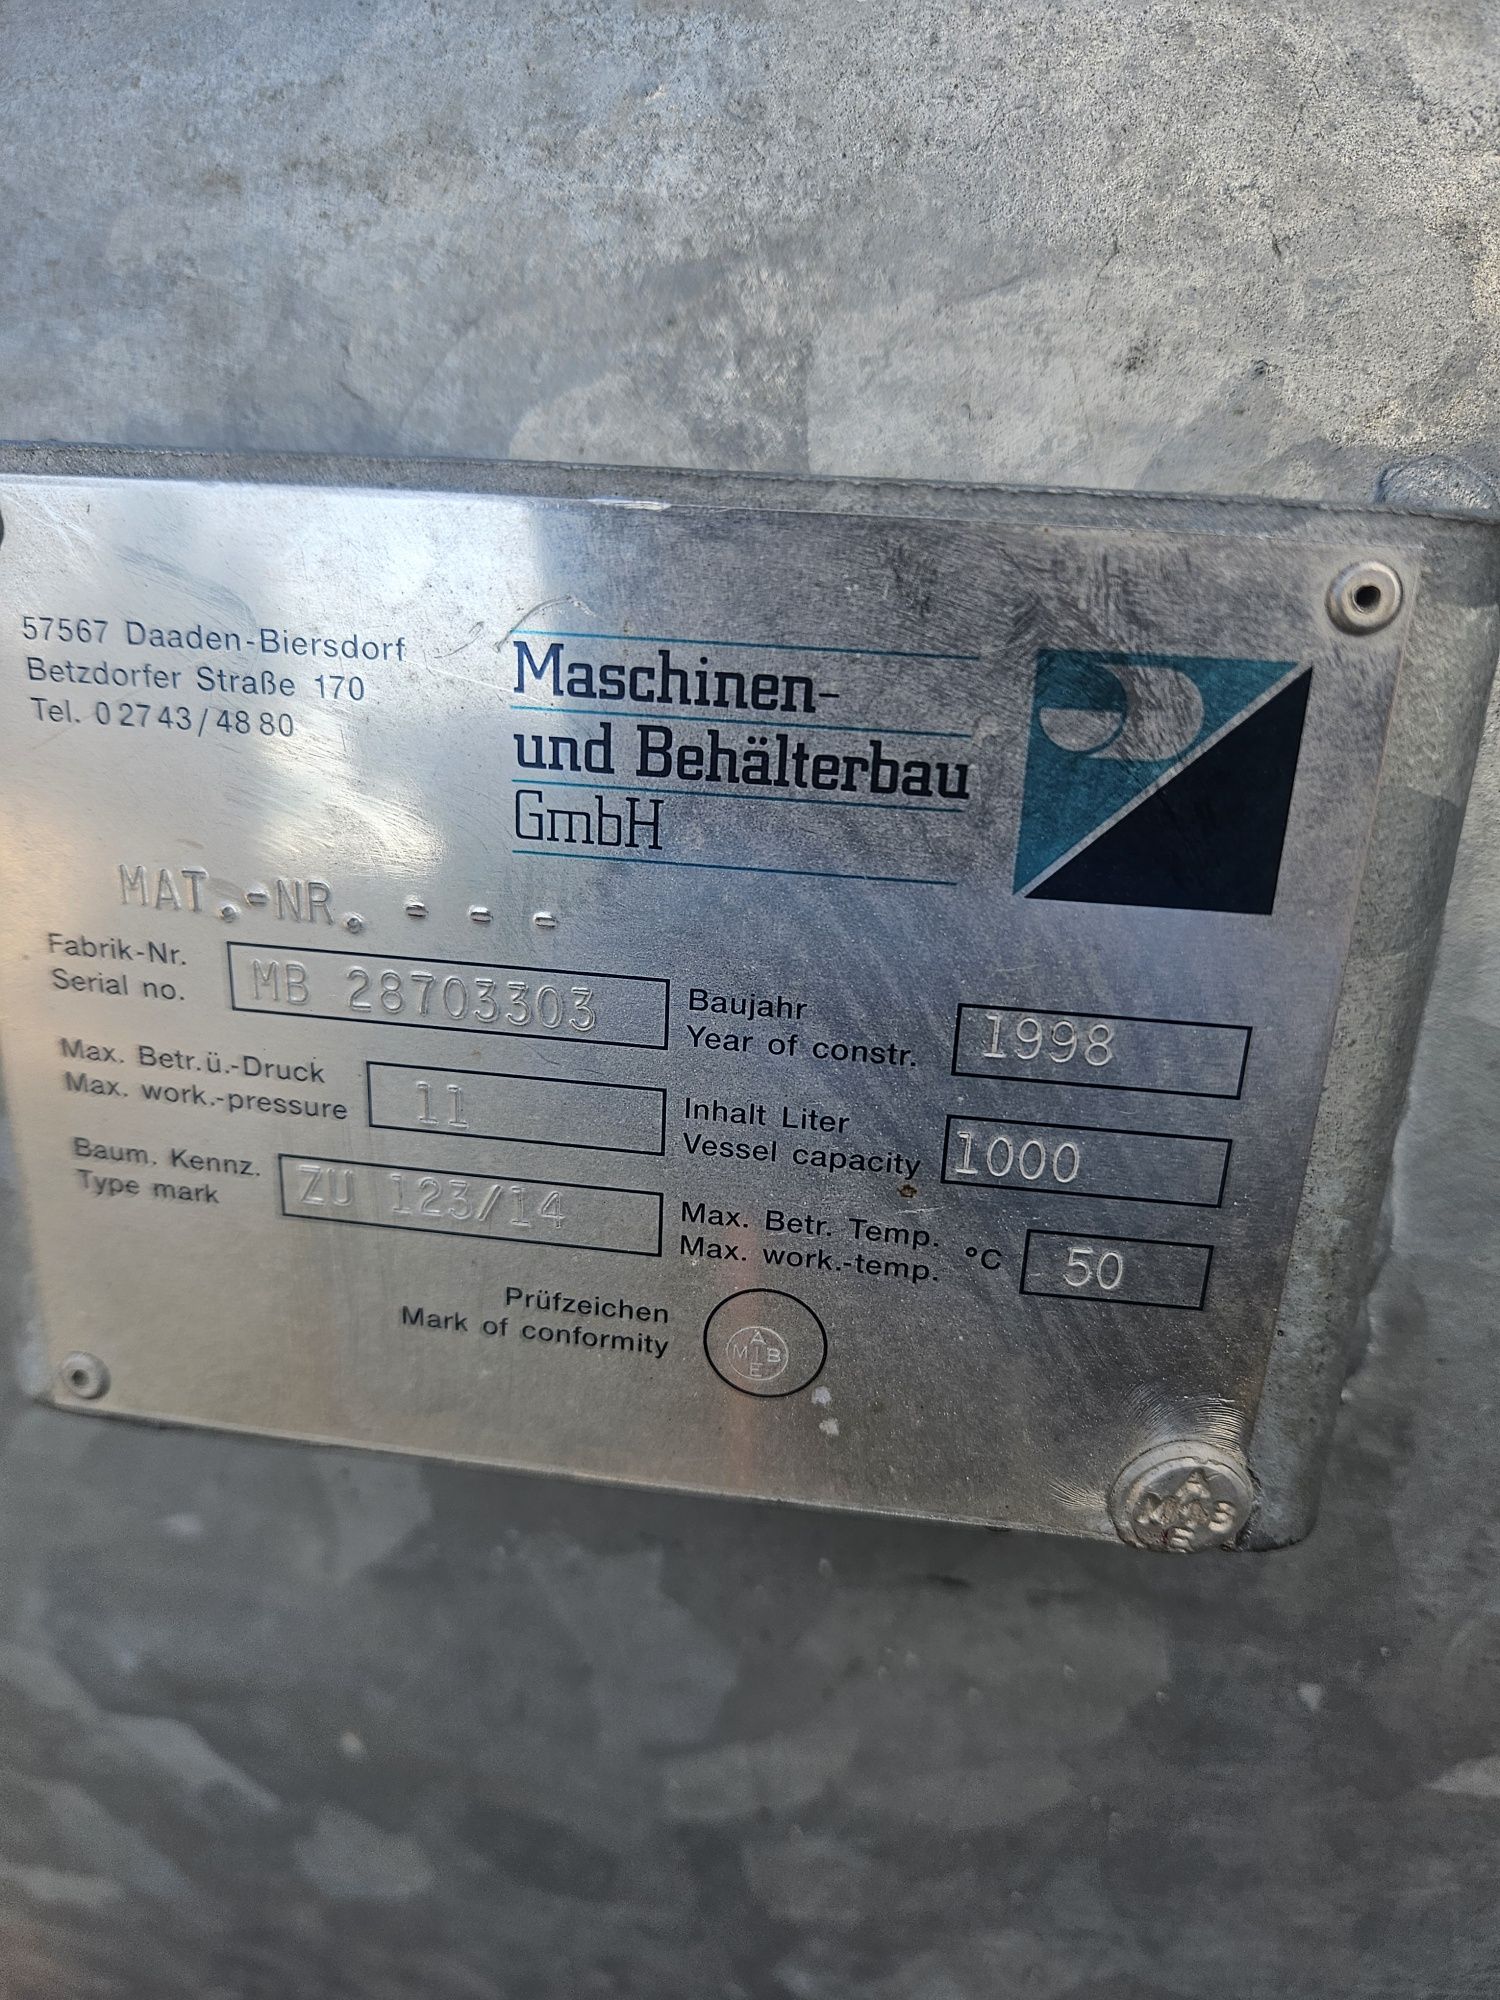 57567 Daaden-Biersdorf
Betzdorfer Straße 170
Tel. 02743/4880
Maschinen-
und Behälterbau
GmbH
MAT.-NR. - - -
Fabrik-Nr.
Serial no.
MB 28703303
Baujahr
Year of constr.
1998
Max. Betr.ü.-Druck
Max. work.-pressure
11
Inhalt Liter
Vessel capacity
1000
Baum. Kennz.
Type mark
ZU 123/14
Max. Betr. Temp.
Max. work.-temp.
°C
50
Prüfzeichen
Mark of conformity
A
M I B
E
A
E